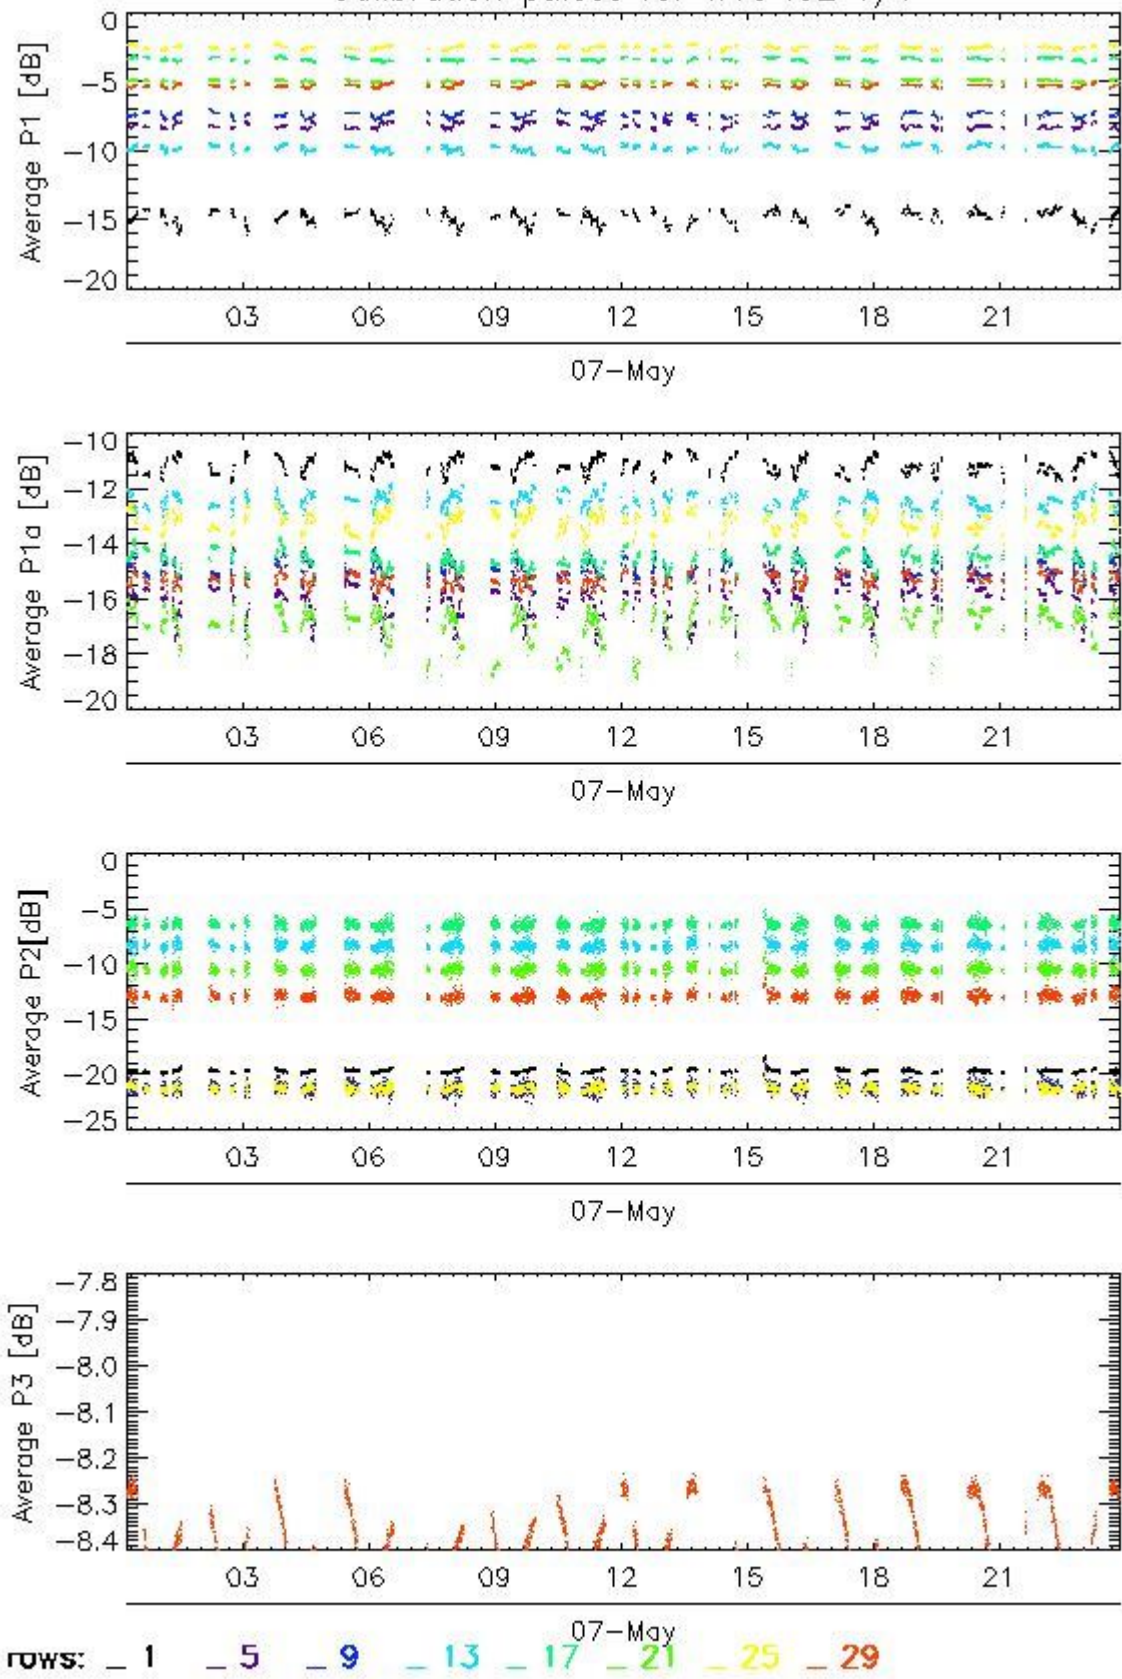 0
-5
-10
-15
-20
Average P1 [dB]
03 06 09 12 15 18 21
07-May
-10
-12
-14
-16
-18
-20
Average P1a [dB]
03 06 09 12 15 18 21
07-May
0
-5
-10
-15
-20
-25
Average P2[dB]
03 06 09 12 15 18 21
07-May
-7.8
-7.9
-8.0
-8.1
-8.2
-8.3
-8.4
Average P3 [dB]
03 06 09 12 15 18 21
07-May
rows: _ 1 _ 5 _ 9 _ 13 _ 17 _ 21 _ 25 _ 29